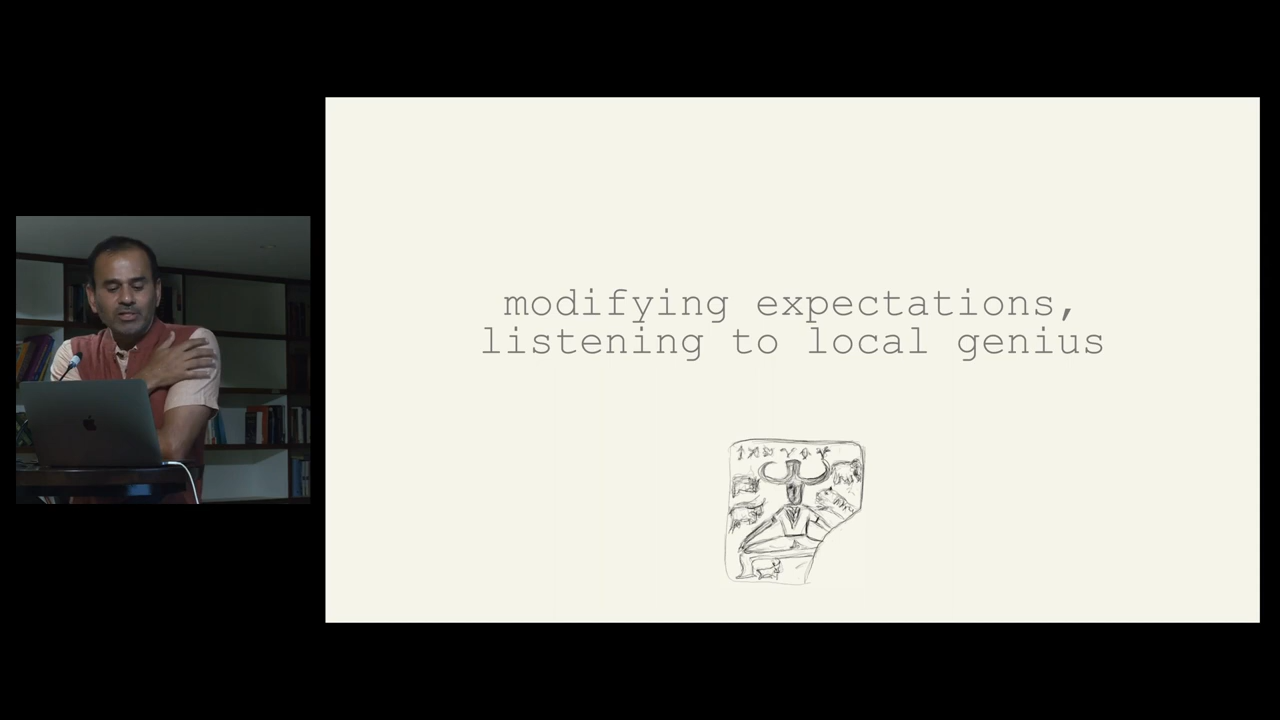 modifying expectations,
listening to local genius